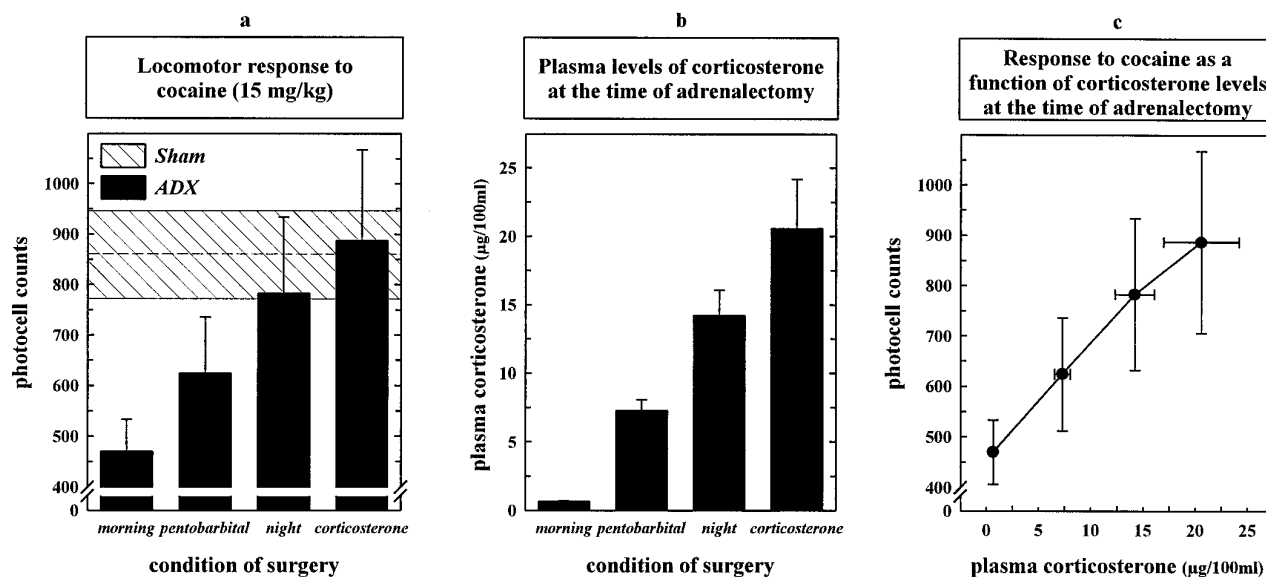 a
Locomotor response to
cocaine (15 mg/kg)
Sham
ADX
1000
900
800
700
600
500
400
0
photocell counts
morning pentobarbital night corticosterone
condition of surgery
b
Plasma levels of corticosterone
at the time of adrenalectomy
25
20
15
10
5
0
plasma corticosterone (µg/100ml)
morning pentobarbital night corticosterone
condition of surgery
c
Response to cocaine as a
function of corticosterone levels
at the time of adrenalectomy
1000
900
800
700
600
500
400
0
photocell counts
0 5 10 15 20 25
plasma corticosterone (µg/100ml)